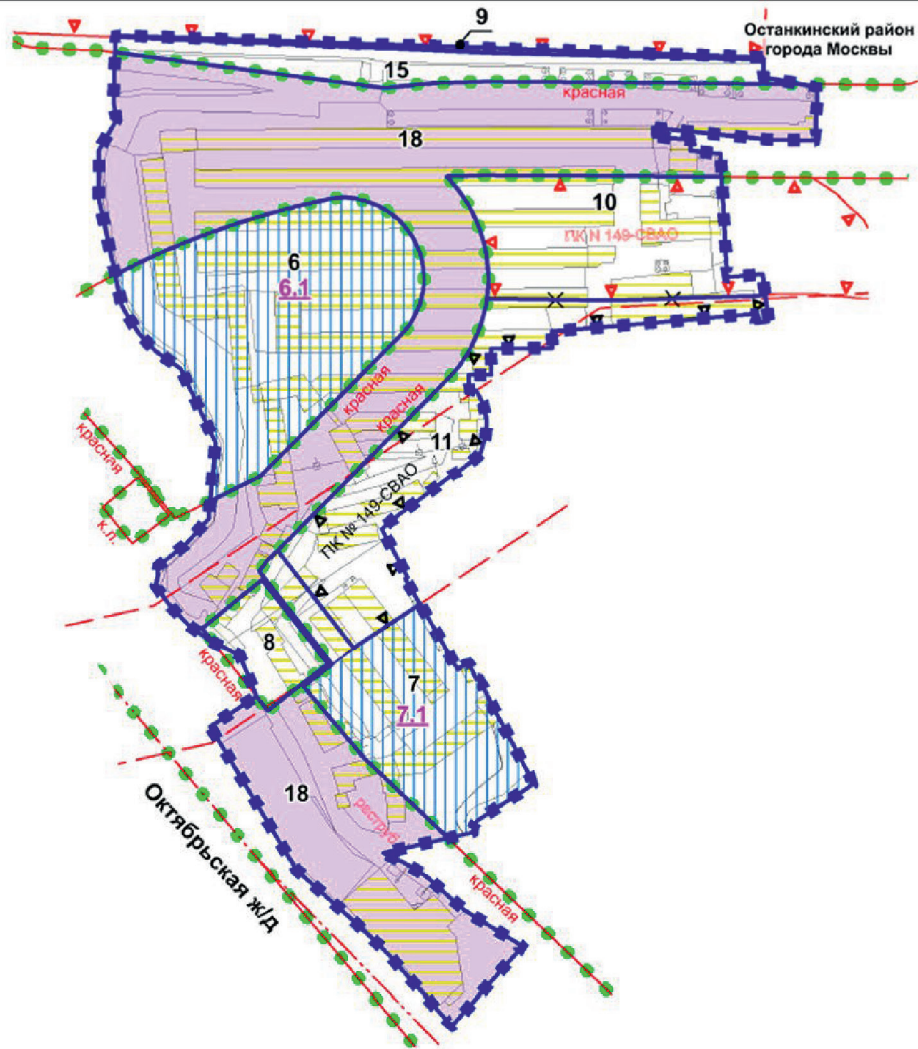 9
Останкинский район
города Москвы
15
красная
18
10
ПК N 149-СВАО
6
6.1
красная
красная
11
красная
к.п.
ПК № 149-СВАО
8
красная
7
7.1
18
раструб
Октябрьская ж/д
красная